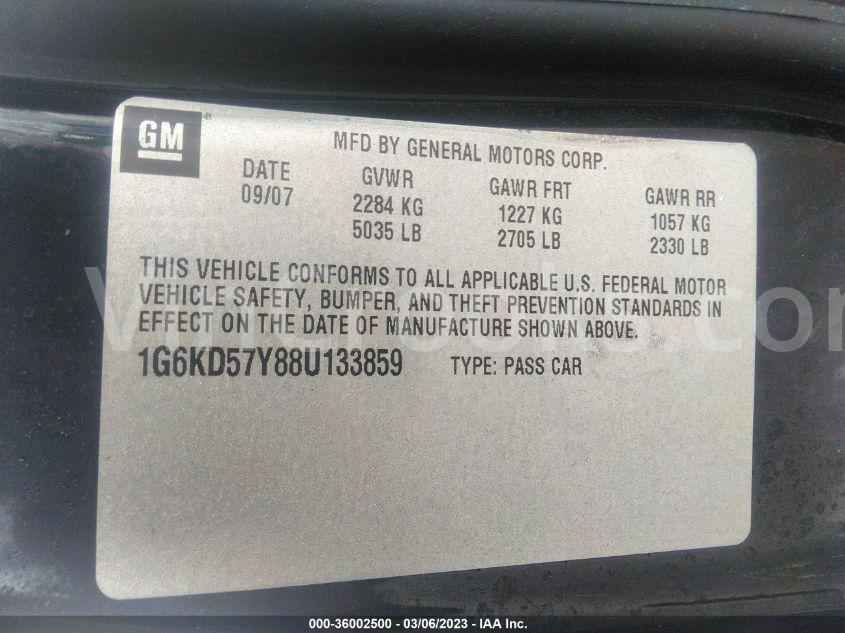 GM
MFD BY GENERAL MOTORS CORP.
DATE GVWR GAWR FRT GAWR RR
09/07 2284 KG 1227 KG 1057 KG
5035 LB 2705 LB 2330 LB
THIS VEHICLE CONFORMS TO ALL APPLICABLE U.S. FEDERAL MOTOR
VEHICLE SAFETY, BUMPER, AND THEFT PREVENTION STANDARDS IN
EFFECT ON THE DATE OF MANUFACTURE SHOWN ABOVE.
1G6KD57Y88U133859 TYPE: PASS CAR
000-36002500 - 03/06/2023 - IAA Inc.